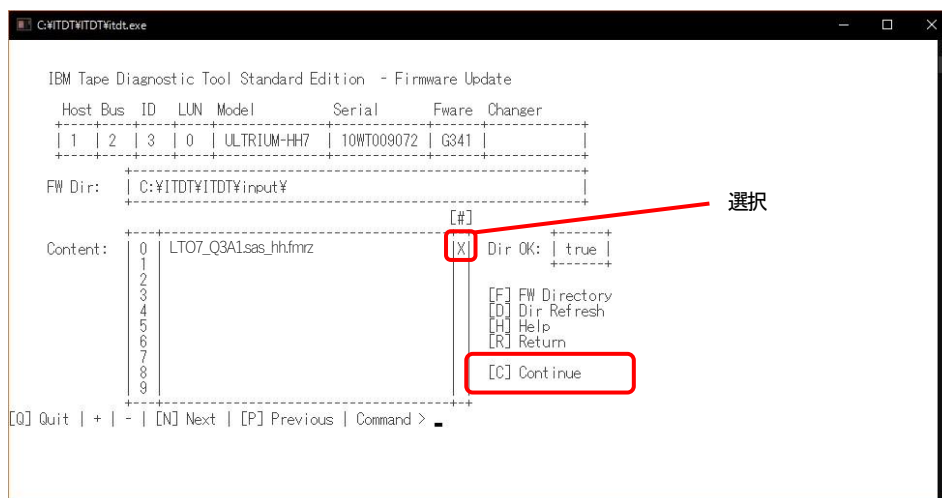 C:¥ITDT¥ITDT¥itdt.exe
IBM Tape Diagnostic Tool Standard Edition - Firmware Update
Host Bus ID LUN Model Serial Fware Changer
| 1 | 2 | 3 | 0 | ULTRIUM-HH7 | 10WT009072 | G341 | |
FW Dir: | C:¥ITDT¥ITDT¥input¥ |
選択
[#]
Content: | 0 | LTO7_Q3A1.sas_hh.fmrz |X| Dir OK: | true |
1
2
3 [F] FW Directory
4 [D] Dir Refresh
5 [H] Help
6 [R] Return
7
8 [C] Continue
9
[Q] Quit | + | - | [N] Next | [P] Previous | Command >